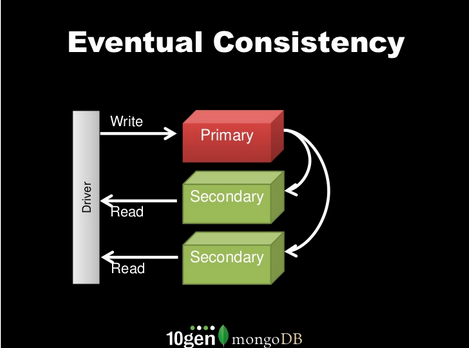 Eventual Consistency
Write
Primary
Driver
Secondary
Read
Secondary
Read
10gen mongoDB